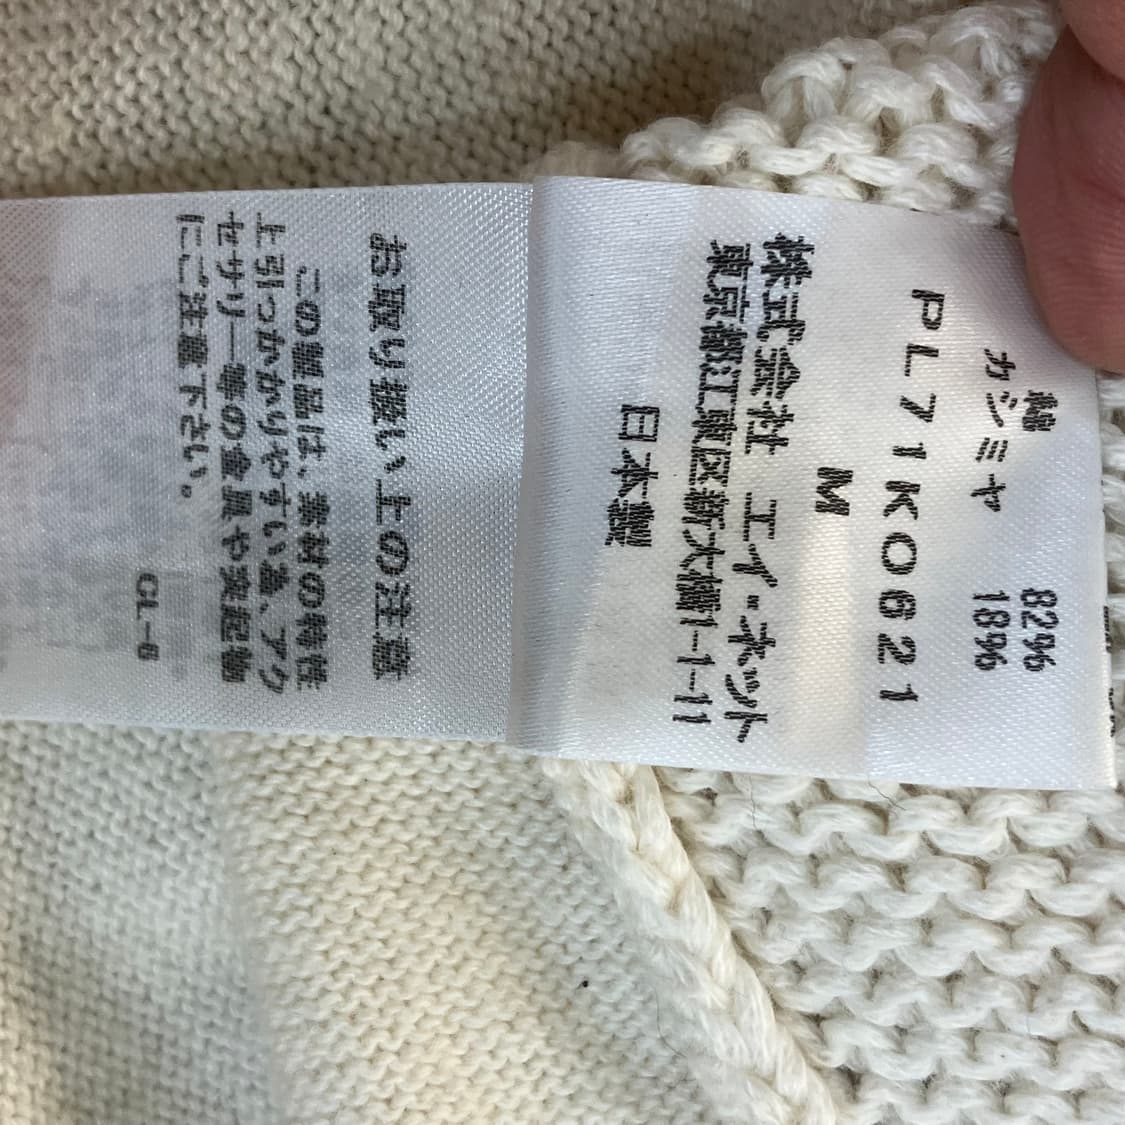 綿 82%
カシミヤ 18%
PL71K0621
M
株式会社 エイ・ネット
東京都江東区新大橋1-1-11
日本製
お取り扱い上の注意
この製品は、素材の特性
上引っかかりやすい為、アク
セサリー等の金具や突起物
にご注意下さい。
CL-6